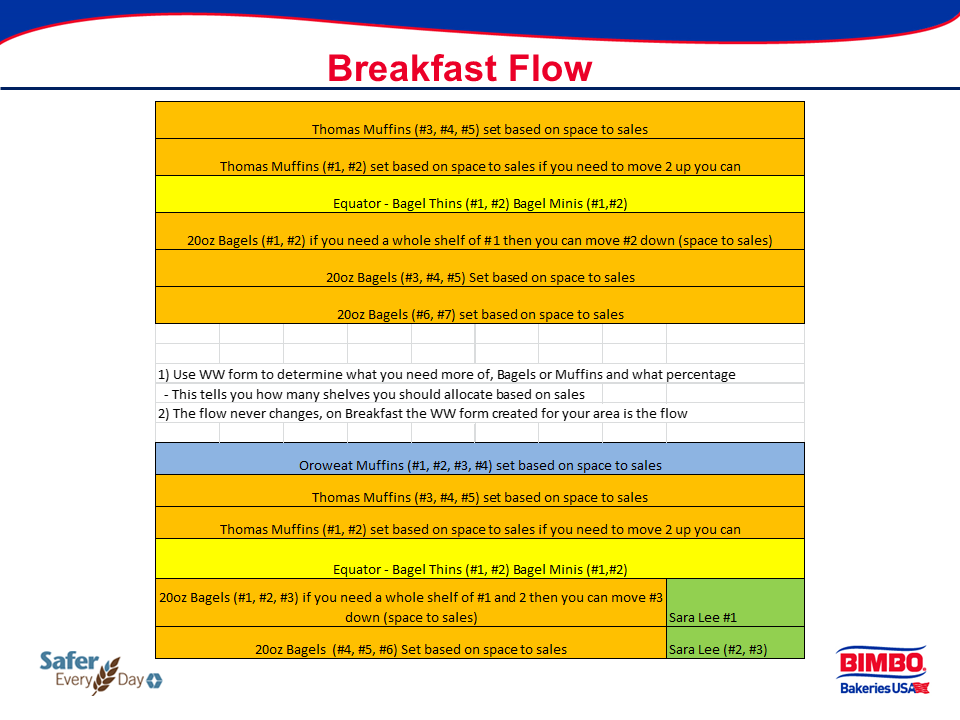 Breakfast Flow
Thomas Muffins (#3, #4, #5) set based on space to sales
Thomas Muffins (#1, #2) set based on space to sales if you need to move 2 up you can
Equator - Bagel Thins (#1, #2) Bagel Minis (#1,#2)
20oz Bagels (#1, #2) if you need a whole shelf of #1 then you can move #2 down (space to sales)
20oz Bagels (#3, #4, #5) Set based on space to sales
20oz Bagels (#6, #7) set based on space to sales
1) Use WW form to determine what you need more of, Bagels or Muffins and what percentage
- This tells you how many shelves you should allocate based on sales
2) The flow never changes, on Breakfast the WW form created for your area is the flow
Oroweat Muffins (#1, #2, #3, #4) set based on space to sales
Thomas Muffins (#3, #4, #5) set based on space to sales
Thomas Muffins (#1, #2) set based on space to sales if you need to move 2 up you can
Equator - Bagel Thins (#1, #2) Bagel Minis (#1,#2)
20oz Bagels (#1, #2, #3) if you need a whole shelf of #1 and 2 then you can move #3
down (space to sales)
Sara Lee #1
20oz Bagels (#4, #5, #6) Set based on space to sales
Sara Lee (#2, #3)
Safer
Every Day
BIMBO
Bakeries USA